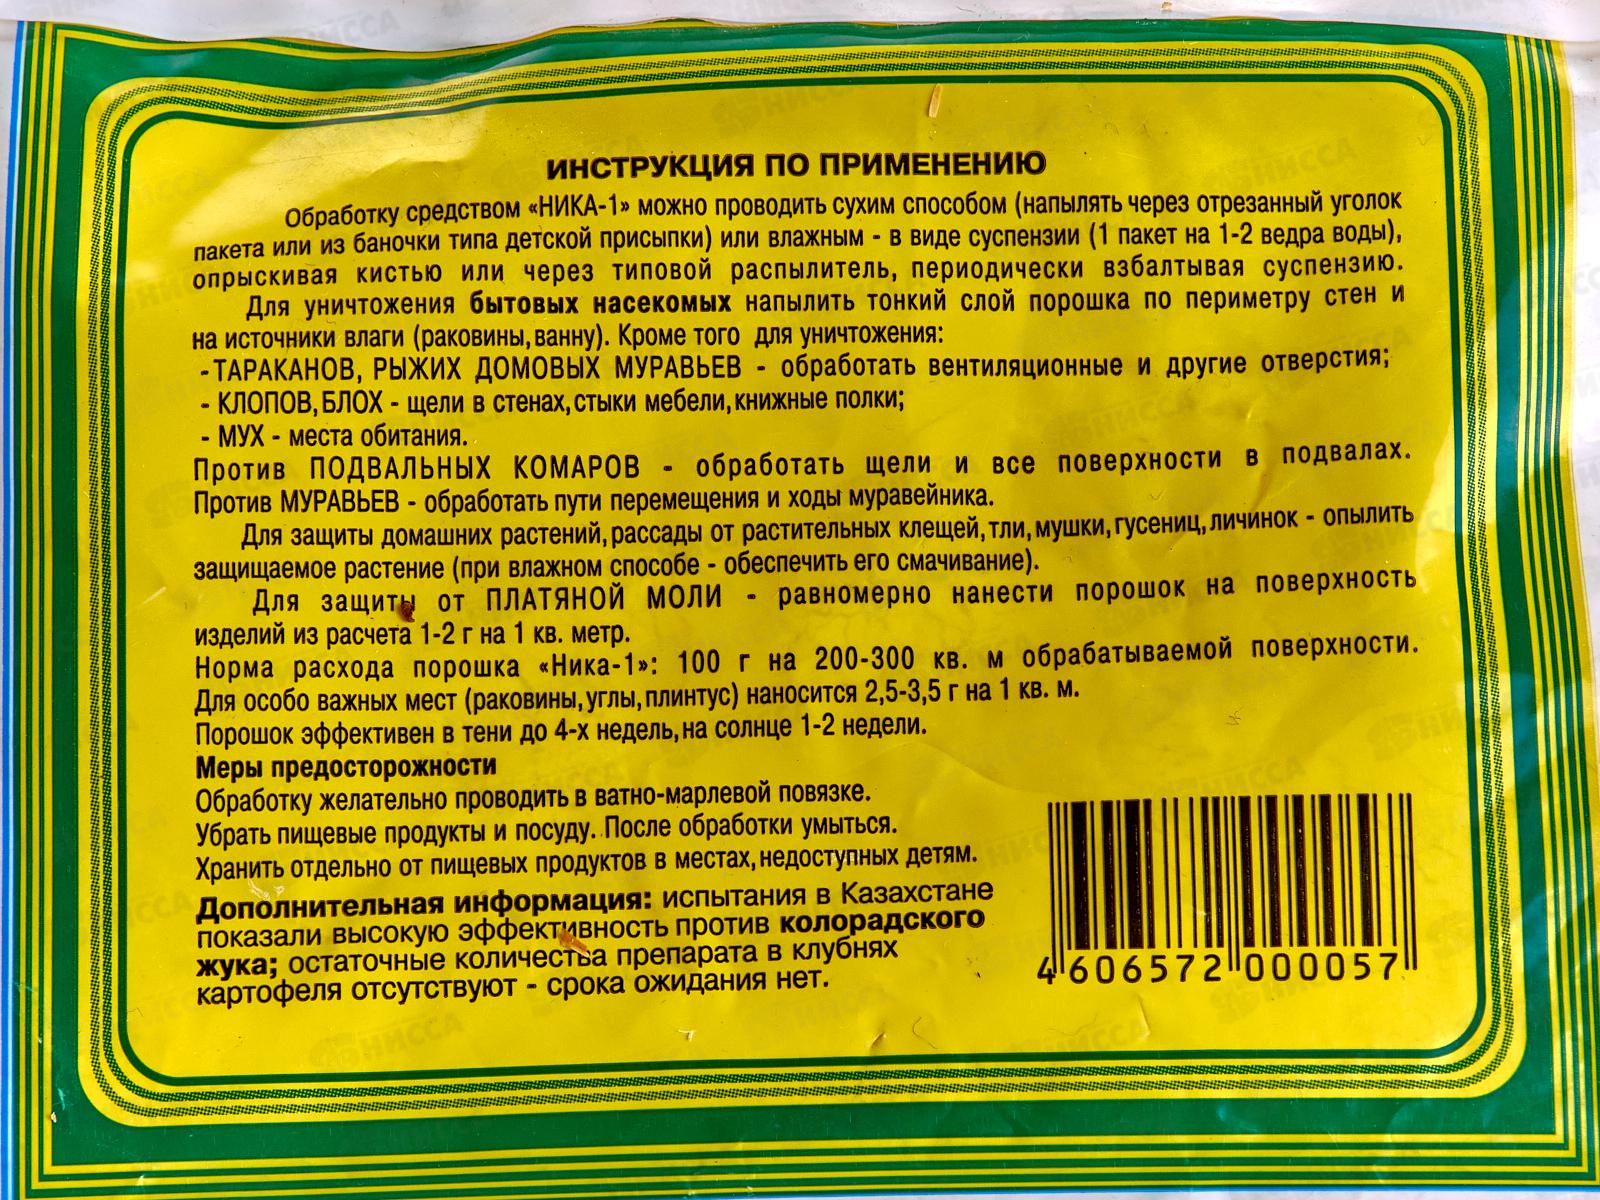 ИНСТРУКЦИЯ ПО ПРИМЕНЕНИЮ
Обработку средством «НИКА-1» можно проводить сухим способом (напылять через отрезанный уголок
пакета или из баночки типа детской присыпки) или влажным - в виде суспензии (1 пакет на 1-2 ведра воды),
опрыскивая кистью или через типовой распылитель, периодически взбалтывая суспензию.
Для уничтожения бытовых насекомых напылить тонкий слой порошка по периметру стен и
на источники влаги (раковины, ванну). Кроме того для уничтожения:
- ТАРАКАНОВ, РЫЖИХ ДОМОВЫХ МУРАВЬЕВ - обработать вентиляционные и другие отверстия;
- КЛОПОВ, БЛОХ - щели в стенах, стыки мебели, книжные полки;
- МУХ - места обитания.
Против ПОДВАЛЬНЫХ КОМАРОВ - обработать щели и все поверхности в подвалах.
Против МУРАВЬЕВ - обработать пути перемещения и ходы муравейника.
Для защиты домашних растений, рассады от растительных клещей, тли, мушки, гусениц, личинок - опылить
защищаемое растение (при влажном способе - обеспечить его смачивание).
Для защиты от ПЛАТЯНОЙ МОЛИ - равномерно нанести порошок на поверхность
изделий из расчета 1-2 г на 1 кв. метр.
Норма расхода порошка «Ника-1»: 100 г на 200-300 кв. м обрабатываемой поверхности.
Для особо важных мест (раковины, углы, плинтус) наносится 2,5-3,5 г на 1 кв. м.
Порошок эффективен в тени до 4-х недель, на солнце 1-2 недели.
Меры предосторожности
Обработку желательно проводить в ватно-марлевой повязке.
Убрать пищевые продукты и посуду. После обработки умыться.
Хранить отдельно от пищевых продуктов в местах, недоступных детям.
Дополнительная информация: испытания в Казахстане
показали высокую эффективность против колорадского
жука; остаточные количества препарата в клубнях
картофеля отсутствуют - срока ожидания нет.
4 606572 000057